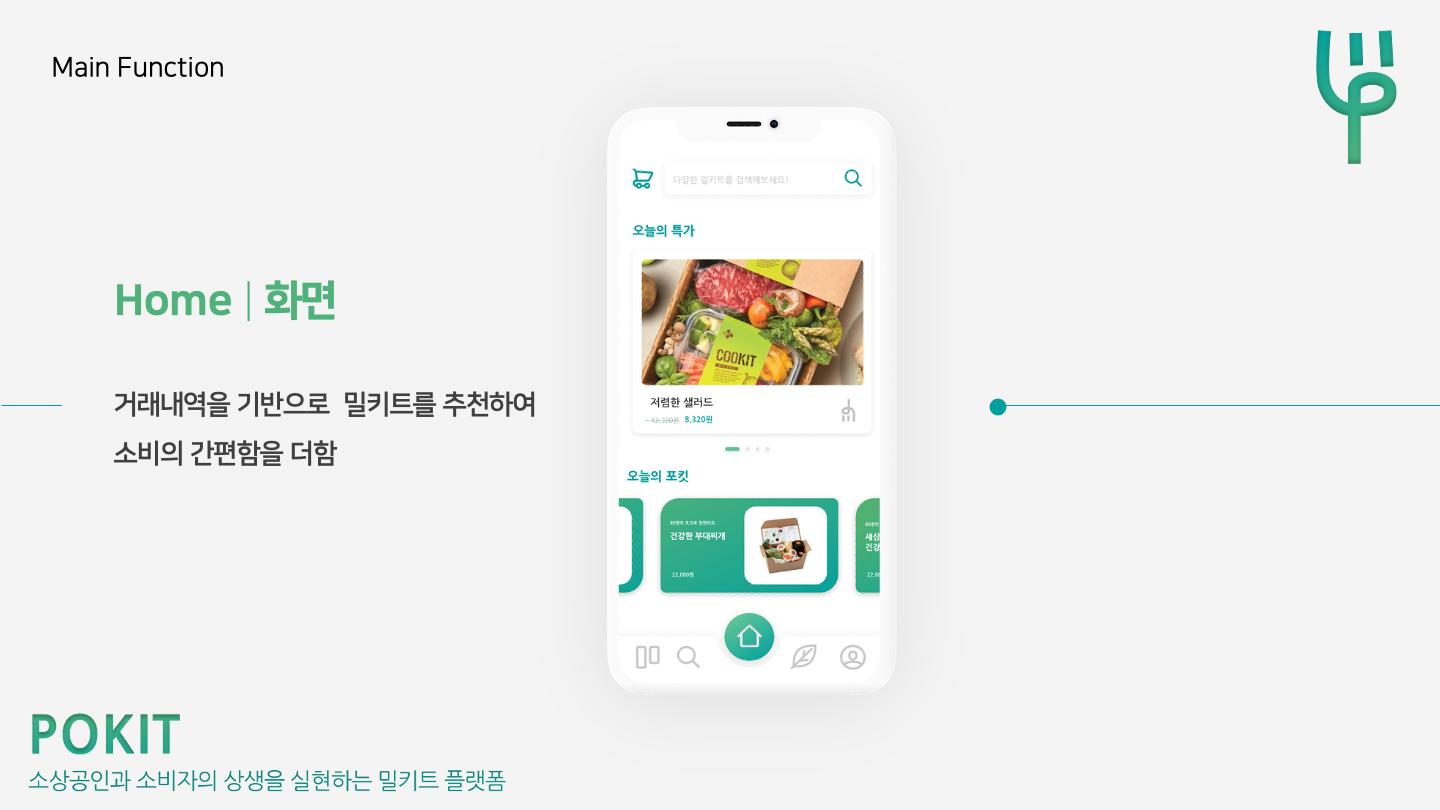 Main Function
Home | 화면
거래내역을 기반으로 밀키트를 추천하여
소비의 간편함을 더함
다양한 밀키트를 검색해보세요!
오늘의 특가
COOKIT
저렴한 샐러드
12,320원 8,320원
오늘의 포킷
건강한 부대찌개
22,000원
새상
건강
22,00
POKIT
소상공인과 소비자의 상생을 실현하는 밀키트 플랫폼